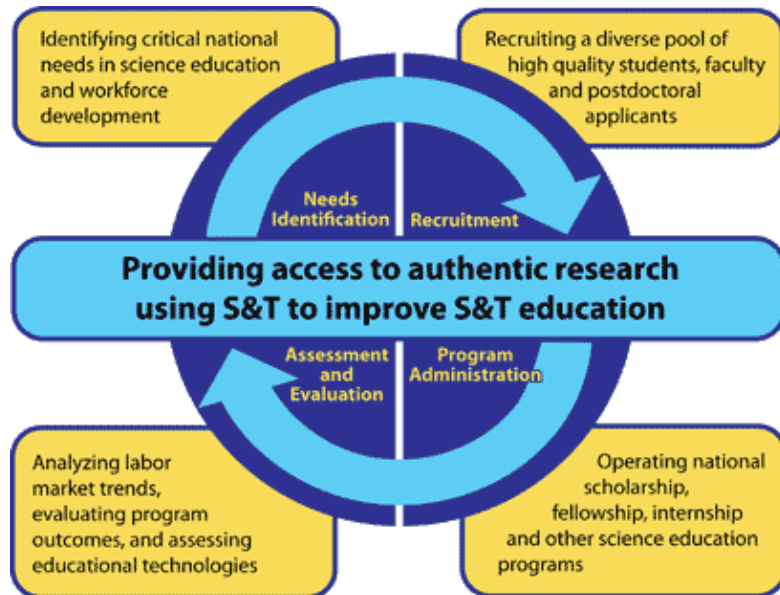 Identifying critical national
needs in science education
and workforce
development
Recruiting a diverse pool of
high quality students, faculty
and postdoctoral
applicants
Needs
Identification
Recruitment
Providing access to authentic research
using S&T to improve S&T education
Assessment
and
Evaluation
Program
Administration
Analyzing labor
market trends,
evaluating program
outcomes, and assessing
educational technologies
Operating national
scholarship,
fellowship, internship
and other science education
programs